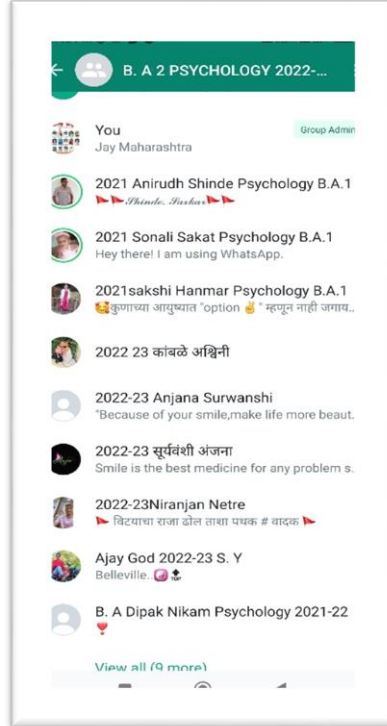 B. A 2 PSYCHOLOGY 2022-...
You
Group Admin
Jay Maharashtra
2021 Anirudh Shinde Psychology B.A.1
🚩🚩𝓢𝓱𝓲𝓷𝓭𝓮. 𝓢𝓪𝓻𝓴𝓪𝓻🚩🚩
2021 Sonali Sakat Psychology B.A.1
Hey there! I am using WhatsApp.
2021sakshi Hanmar Psychology B.A.1
🥰कुणाच्या आयुष्यात "option ✌ " म्हणून नाही जगाय..
2022 23 कांबळे अश्विनी
2022-23 Anjana Surwanshi
"Because of your smile,make life more beaut.
2022-23 सूर्यवंशी अंजना
Smile is the best medicine for any problem s.
2022-23Niranjan Netre
🚩 विटयाचा राजा ढोल ताशा पथक # वादक 🚩
Ajay God 2022-23 S. Y
Belleville..
TOP
B. A Dipak Nikam Psychology 2021-22
View all (9 more)